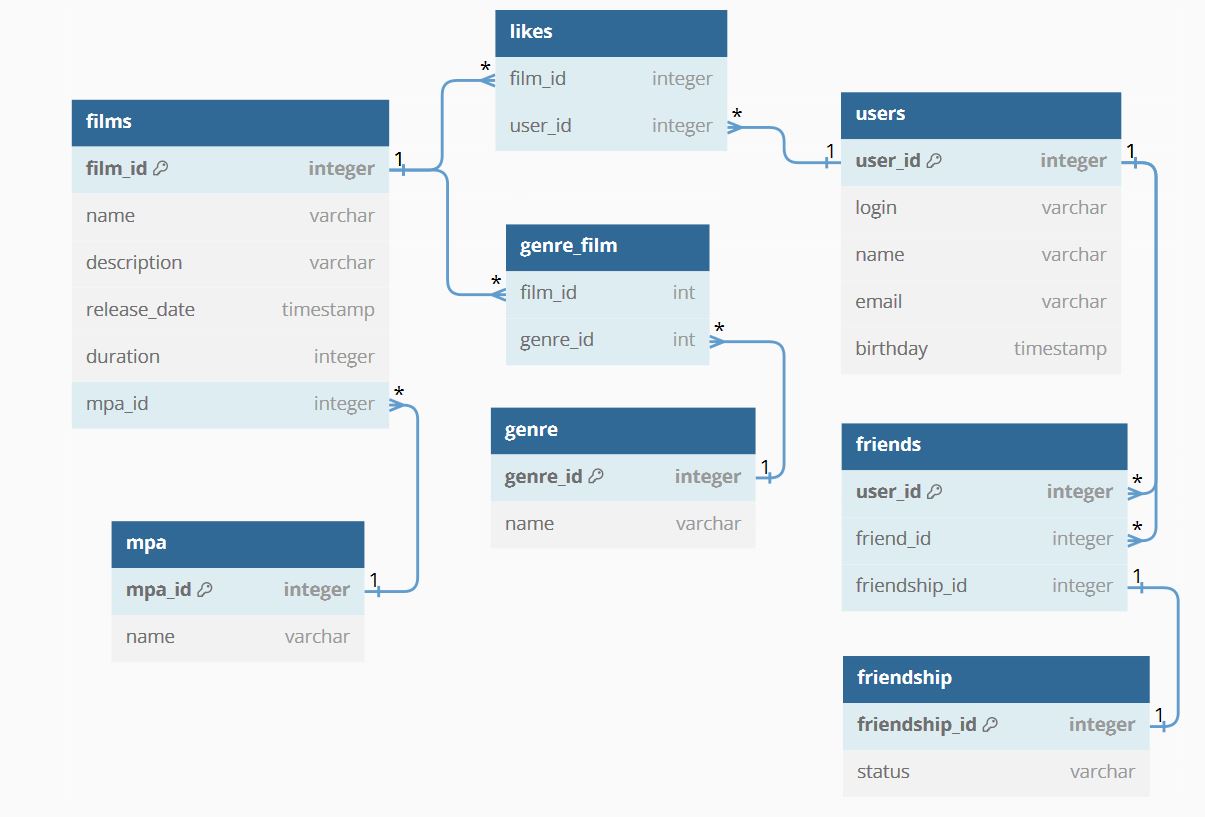 likes
film_id integer
user_id integer
films
film_id integer
name varchar
description varchar
release_date timestamp
duration integer
mpa_id integer
users
user_id integer
login varchar
name varchar
email varchar
birthday timestamp
genre_film
film_id int
genre_id int
genre
genre_id integer
name varchar
mpa
mpa_id integer
name varchar
friends
user_id integer
friend_id integer
friendship_id integer
friendship
friendship_id integer
status varchar
1
*
*
1
*
*
1
*
1
1
*
*
1
1